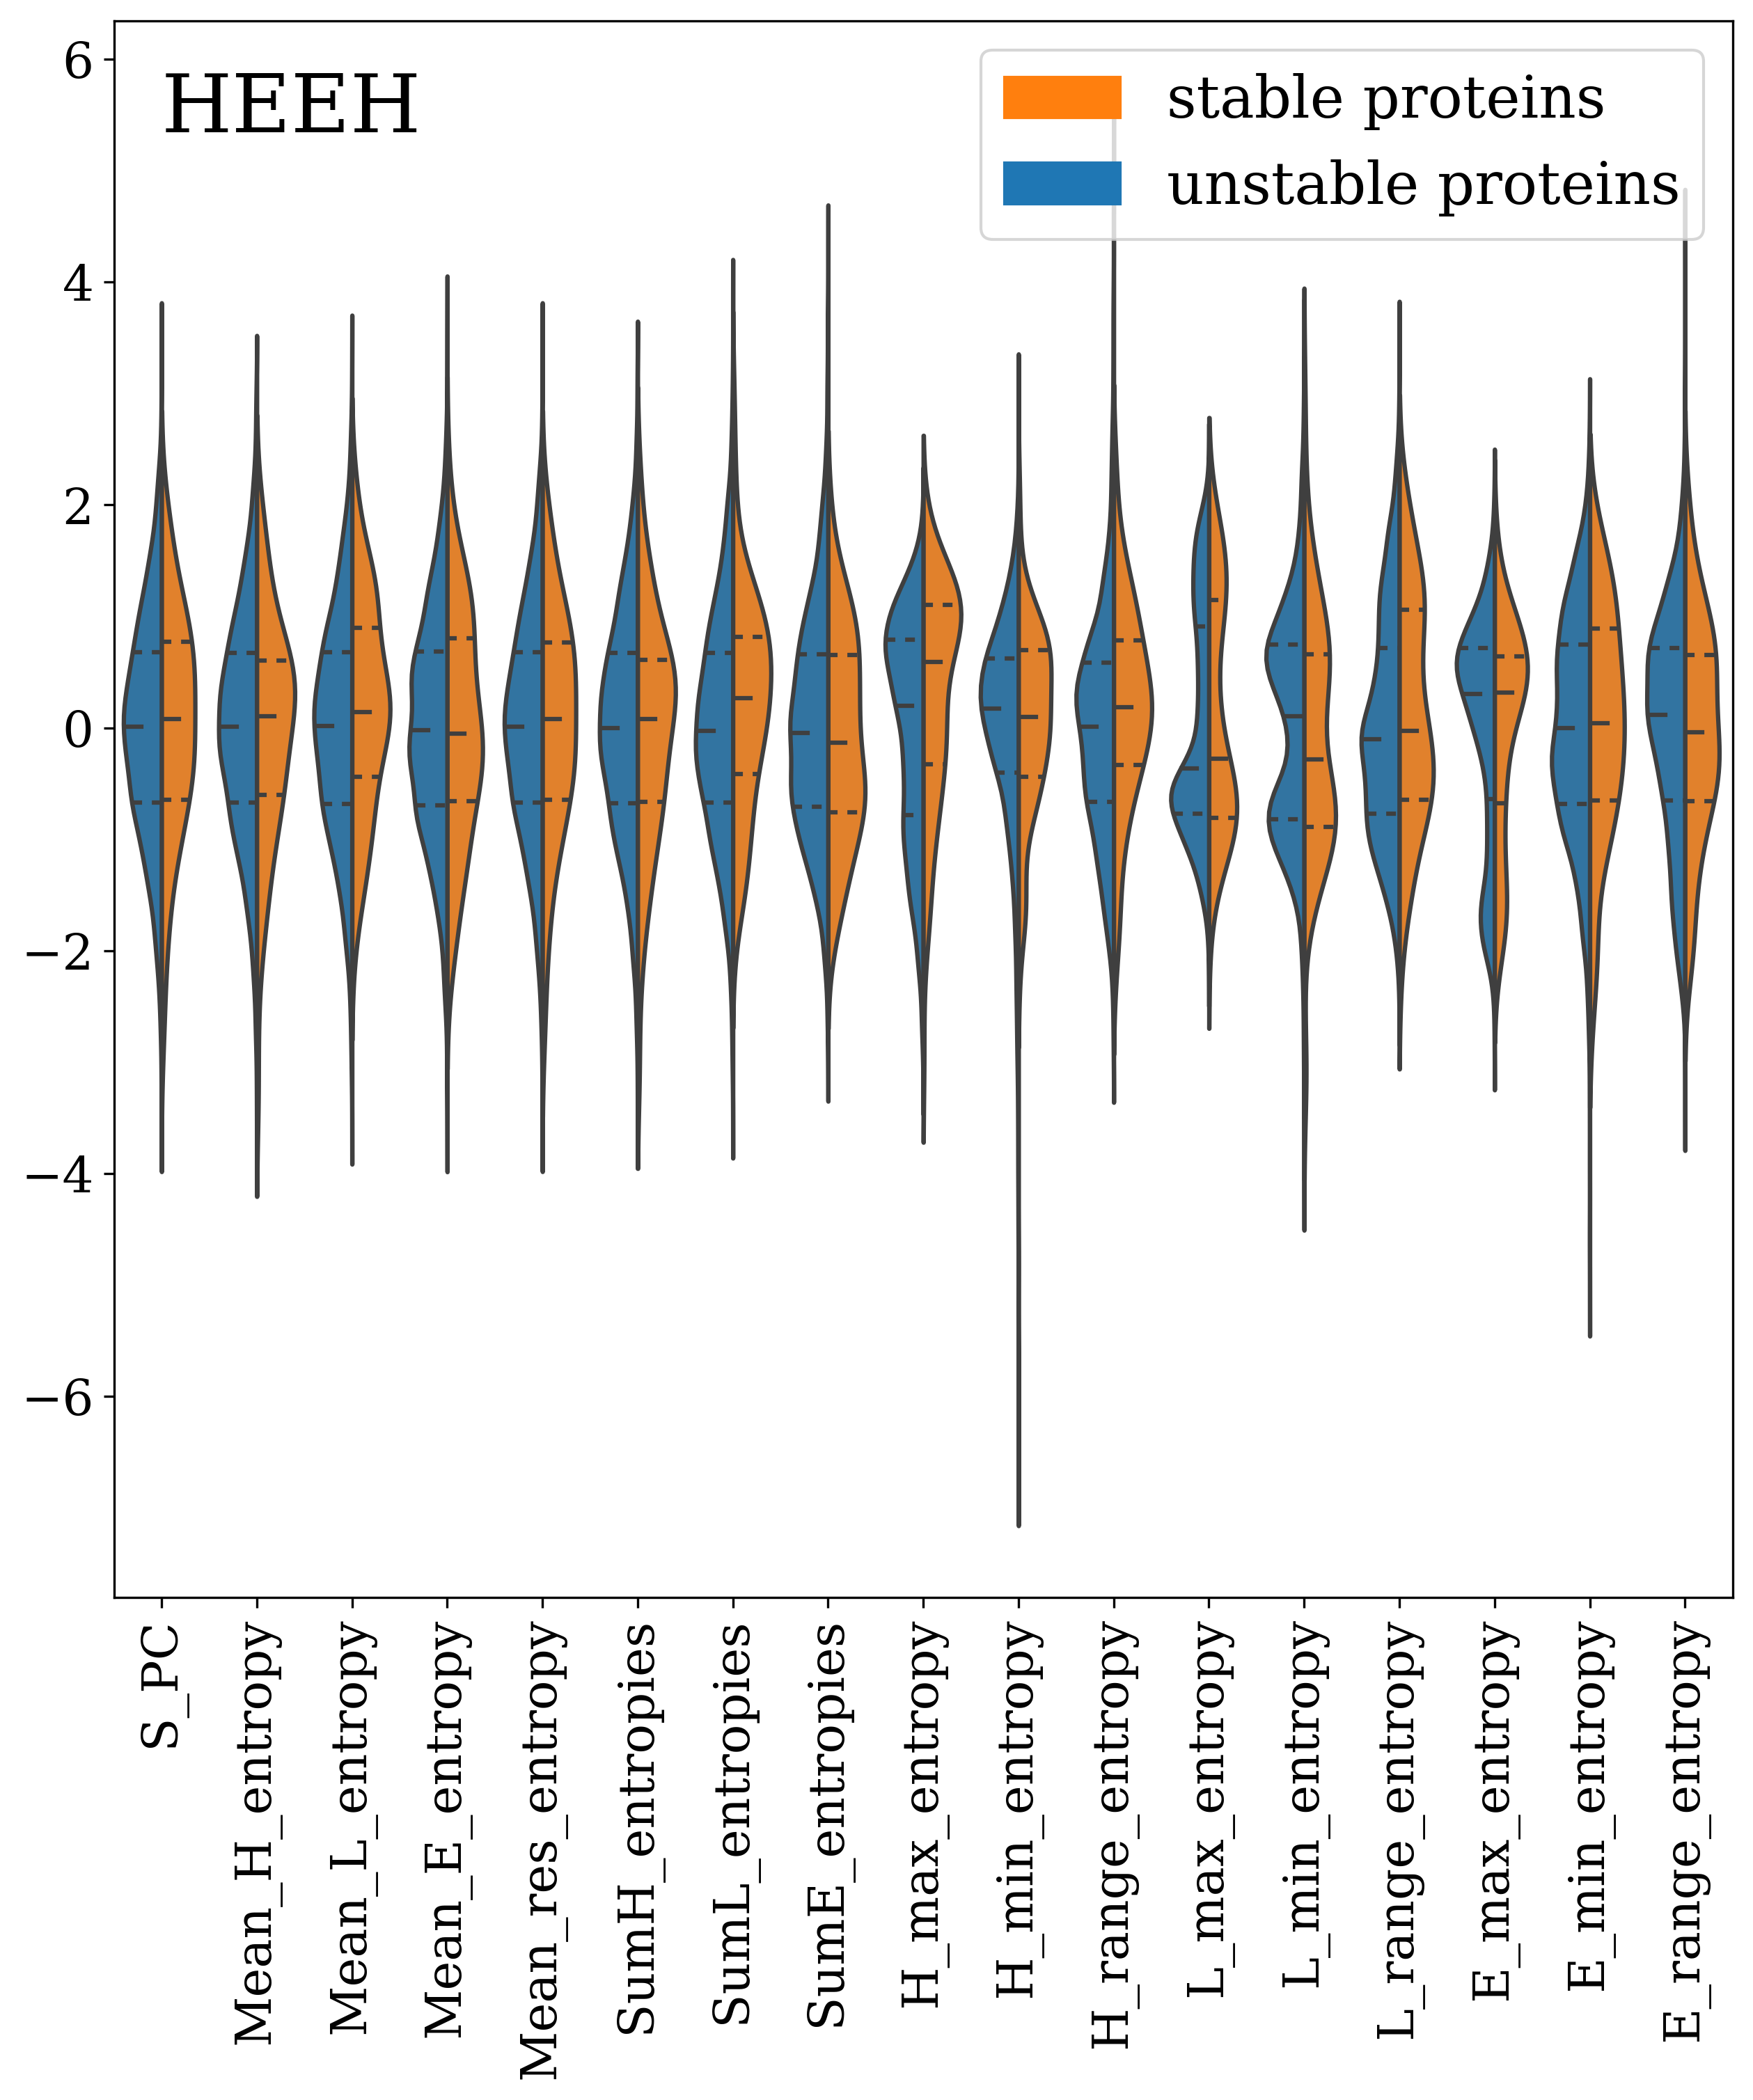 HEEH
stable proteins
unstable proteins
6
4
2
0
−2
−4
−6
S_PC
Mean_H_entropy
Mean_L_entropy
Mean_E_entropy
Mean_res_entropy
SumH_entropies
SumL_entropies
SumE_entropies
H_max_entropy
H_min_entropy
H_range_entropy
L_max_entropy
L_min_entropy
L_range_entropy
E_max_entropy
E_min_entropy
E_range_entropy